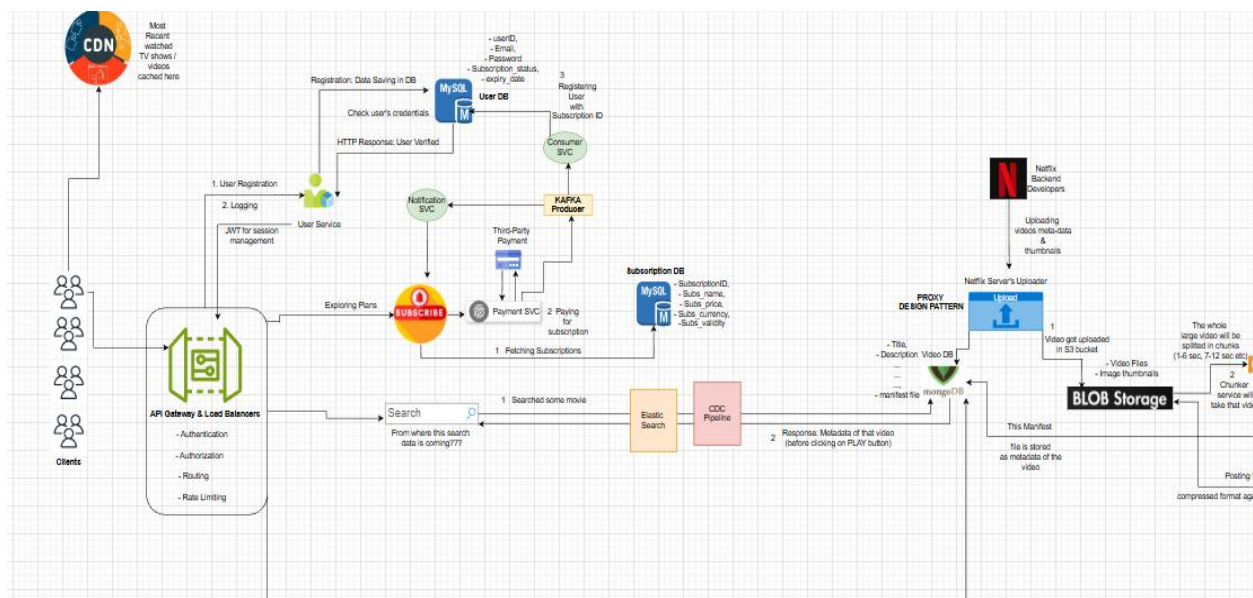 CDN
Most
Recent
watched
TV shows /
videos
cached here
- userID,
- Email,
- Password
- Subscription_status,
- expiry_date
Registration: Data Saving in DB
MySQL
M
User DB
Check user's credentials
HTTP Response: User Verified
3
Registering
User
with
Subscription ID
Consumer
SVC
1. User Registration
2. Logging
User Service
JWT for session
management
Notification
SVC
KAFKA
Producer
Third-Party
Payment
Exploring Plans
SUBSCRIBE
Payment SVC
2 Paying
for
subscription
1 Fetching Subscriptions
Subscription DB
MySQL
M
- SubscriptionID,
- Subs_name,
- Subs_price,
- Subs_currency,
-Subs_validity
N
Netflix
Backend
Developers
Uploading
videos meta-data
&
thumbnails
Netflix Server's Uploader
PROXY
DESIGN PATTERN
Upload
1
Video got uploaded
in S3 bucket
- Title,
- Description
...
...
...,
- manifest file
Video DB
mongoDB
- Video Files
- Image thumbnails
BLOB Storage
The whole
large video will be
splitted in chunks
(1-6 sec, 7-12 sec etc)
2
Chunker
service will
take that vid
This Manifest
file is stored
as metadata of the
video
Posting
compressed format aga
Clients
API Gateway & Load Balancers
- Authentication
- Authorization
- Routing
- Rate Limiting
Search
From where this search
data is coming???
1 Searched some movie
Elastic
Search
CDC
Pipeline
2 Response: Metadata of that video
(before clicking on PLAY button)